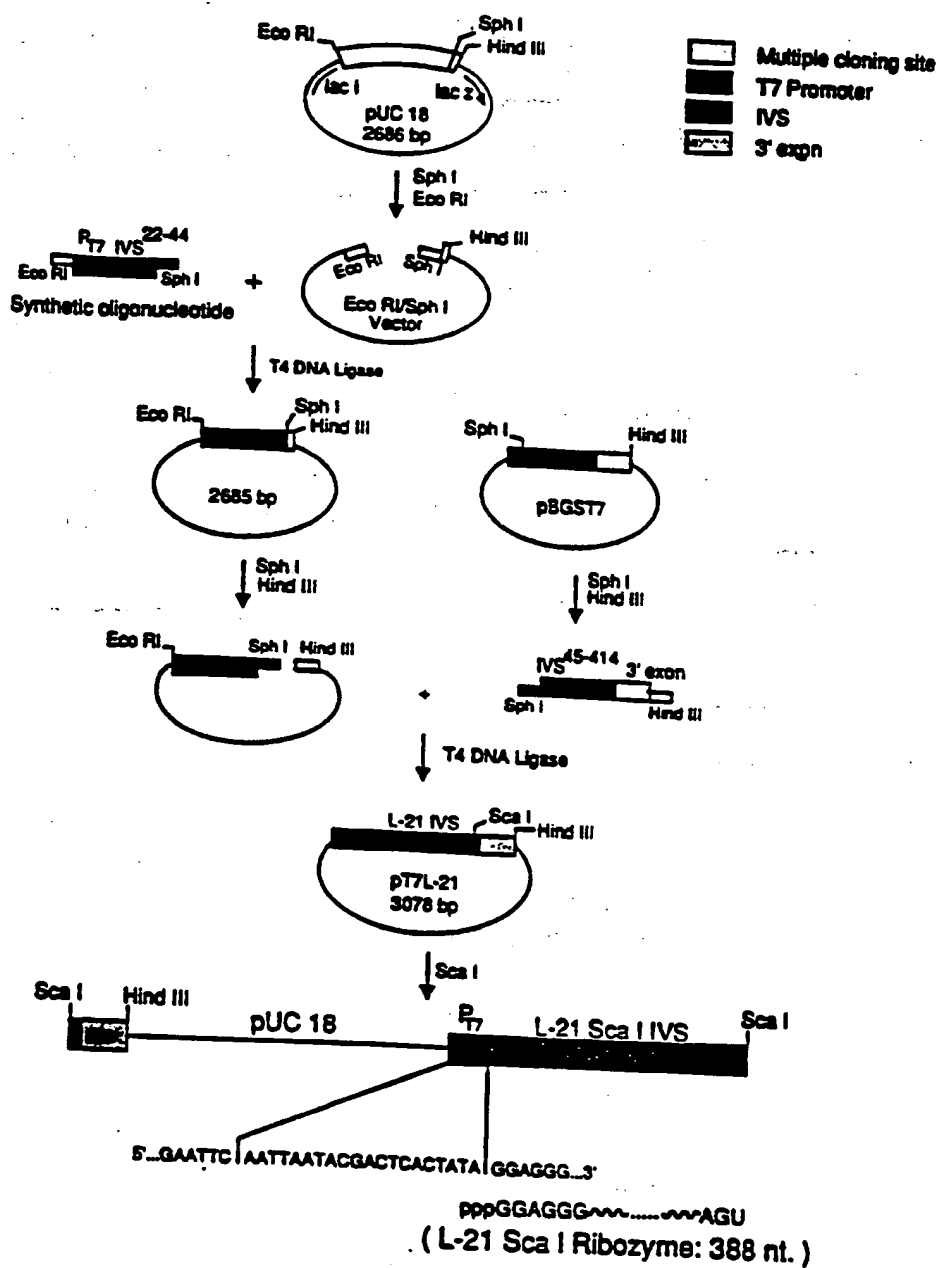 Eco RI
Sph I
Hind III
lac I
lac z
pUC 18
2686 bp
Multiple cloning site
T7 Promoter
IVS
3' exon
Sph I
Eco RI
P T7 IVS 22-44
Eco RI
Sph I
Synthetic oligonucleotide
+
Eco RI
Sph I
Hind III
Eco RI/Sph I
Vector
T4 DNA Ligase
Eco RI
Sph I
Hind III
2685 bp
Sph I
Hind III
pBGST7
Sph I
Hind III
Sph I
Hind III
Eco RI
Sph I
Hind III
+
IVS 45-414 3' exon
Sph I
Hind III
T4 DNA Ligase
L-21 IVS
Sca I
Hind III
pT7L-21
3078 bp
Sca I
Sca I
Hind III
pUC 18
P T7
L-21 Sca I IVS
Sca I
5'...GAATTC AATTAATACGACTCACTATA GGAGGG...3'
pppGGAGGG~~~......~~~AGU
( L-21 Sca I Ribozyme: 388 nt. )